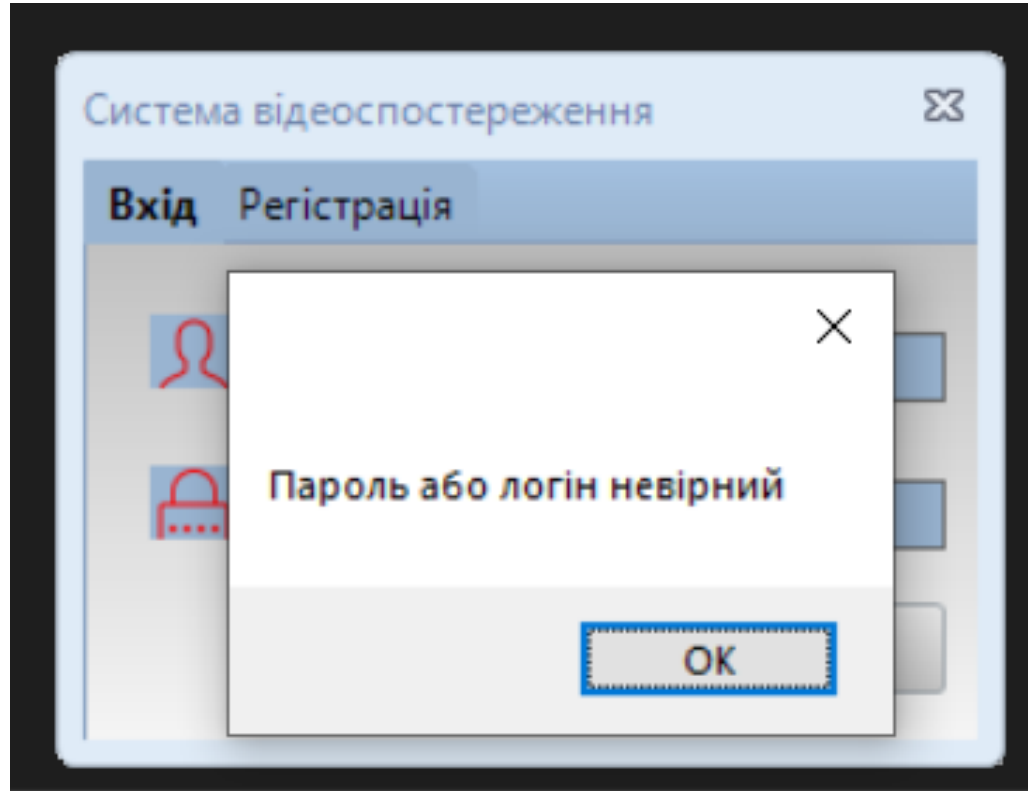 Система відеоспостереження
Вхід Регістрація
Пароль або логін невірний
OK